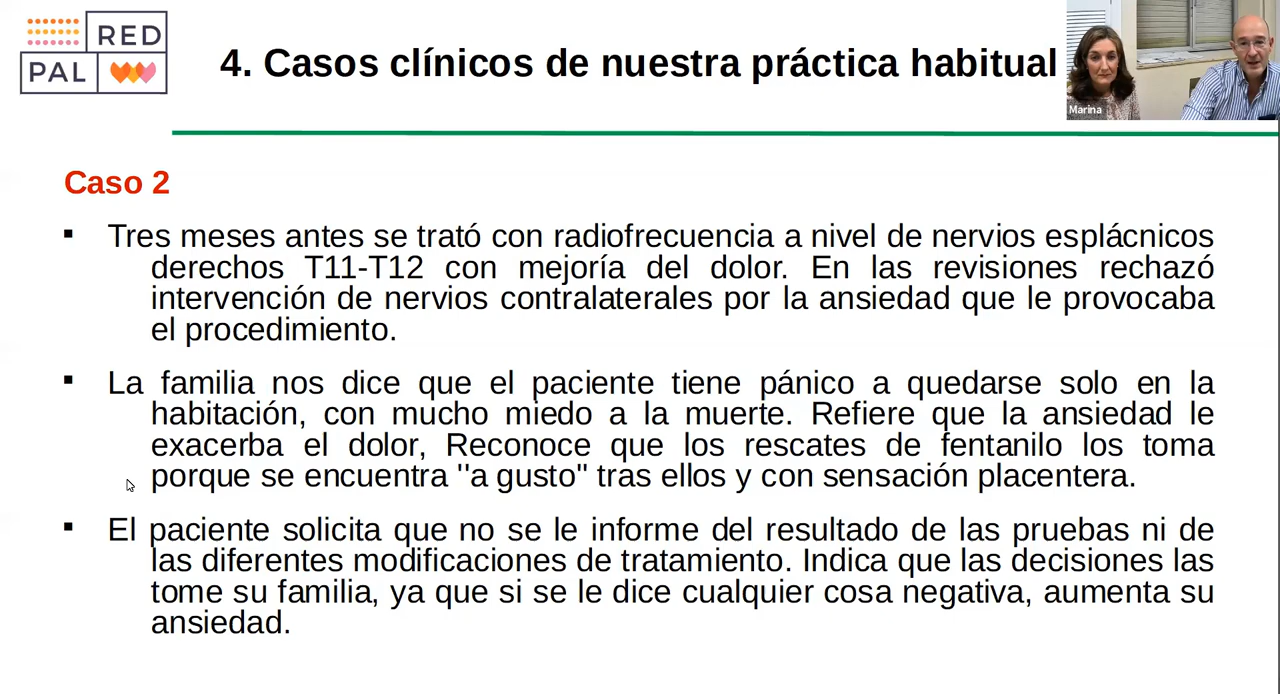 RED
PAL
4. Casos clínicos de nuestra práctica habitual
Marina
Caso 2
▪ Tres meses antes se trató con radiofrecuencia a nivel de nervios esplácnicos
derechos T11-T12 con mejoría del dolor. En las revisiones rechazó
intervención de nervios contralaterales por la ansiedad que le provocaba
el procedimiento.
▪ La familia nos dice que el paciente tiene pánico a quedarse solo en la
habitación, con mucho miedo a la muerte. Refiere que la ansiedad le
exacerba el dolor, Reconoce que los rescates de fentanilo los toma
porque se encuentra ''a gusto" tras ellos y con sensación placentera.
▪ El paciente solicita que no se le informe del resultado de las pruebas ni de
las diferentes modificaciones de tratamiento. Indica que las decisiones las
tome su familia, ya que si se le dice cualquier cosa negativa, aumenta su
ansiedad.